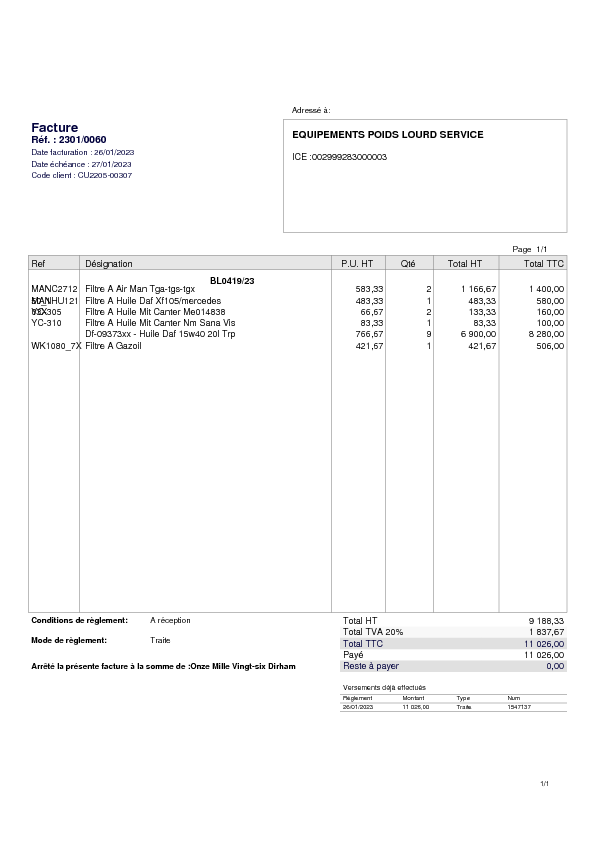 Adressé à:
Facture
Réf. : 2301/0060
Date facturation : 26/01/2023
Date échéance : 27/01/2023
Code client : CU2205-00307
EQUIPEMENTS POIDS LOURD SERVICE
ICE :002999283000003
Page 1/1
Ref Désignation P.U. HT Qté Total HT Total TTC
BL0419/23
MANC2712 Filtre A Air Man Tga-tgs-tgx 583,33 2 1 166,67 1 400,00
MANHU121 Filtre A Huile Daf Xf105/mercedes 483,33 1 483,33 580,00
Filtre A Huile Mit Canter Me014838 66,67 2 133,33 160,00
YC-310 Filtre A Huile Mit Canter Nm Sana Vis 83,33 1 83,33 100,00
Df-09373xx - Huile Daf 15w40 20l Trp 766,67 9 6 900,00 8 280,00
WK1080_7X Filtre A Gazoil 421,67 1 421,67 506,00
Conditions de règlement: A réception
Mode de règlement: Traite
Arrêté la présente facture à la somme de :Onze Mille Vingt-six Dirham
Total HT 9 188,33
Total TVA 20% 1 837,67
Total TTC 11 026,00
Payé 11 026,00
Reste à payer 0,00
Versements déjà effectués
Règlement Montant Type Num
26/01/2023 11 026,00 Traite 1547137
1/1